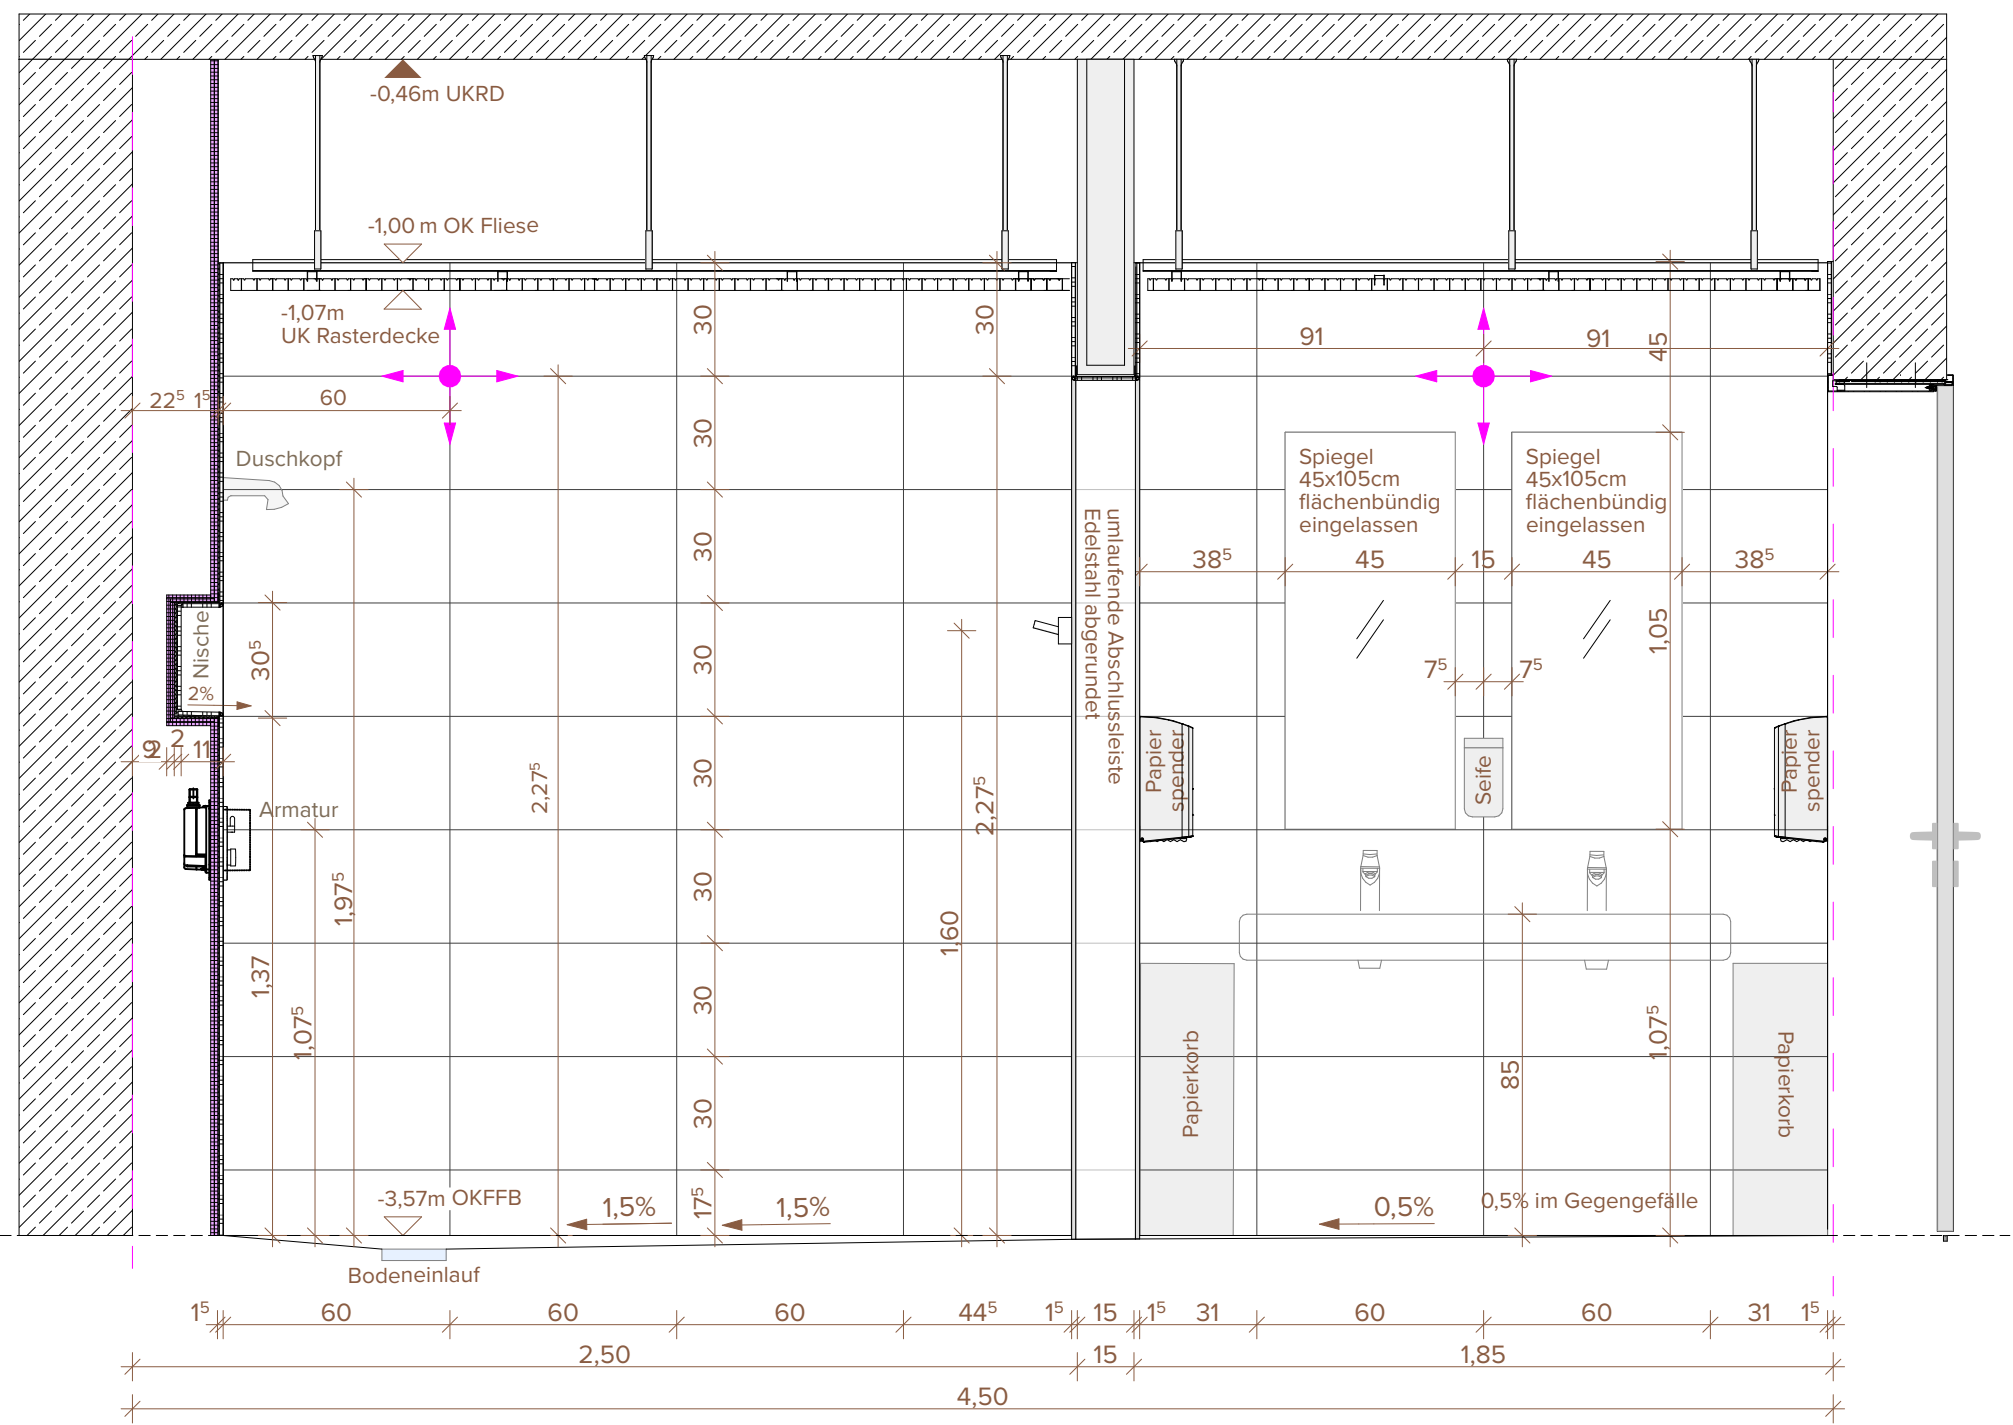 -0,46m UKRD
-1,00 m OK Fliese
-1,07m
UK Rasterdecke
30
30
91
91
45
22⁵
1⁵
60
Duschkopf
30
Spiegel
45x105cm
flächenbündig
eingelassen
Spiegel
45x105cm
flächenbündig
eingelassen
umlaufende Abschlussleiste
Edelstahl abgerundet
30
38⁵
45
15
45
38⁵
Nische
2%
30⁵
30
1,05
7⁵
7⁵
9
2
2
11
Armatur
2,27⁵
30
2,27⁵
Papier
spender
Seife
Papier
spender
1,97⁵
30
1,60
1,37
1,07⁵
30
85
1,07⁵
Papierkorb
Papierkorb
30
-3,57m OKFFB
1,5%
17⁵
1,5%
0,5%
0,5% im Gegengefälle
Bodeneinlauf
1⁵
60
60
60
44⁵
1⁵
15
1⁵
31
60
60
31
1⁵
2,50
15
1,85
4,50